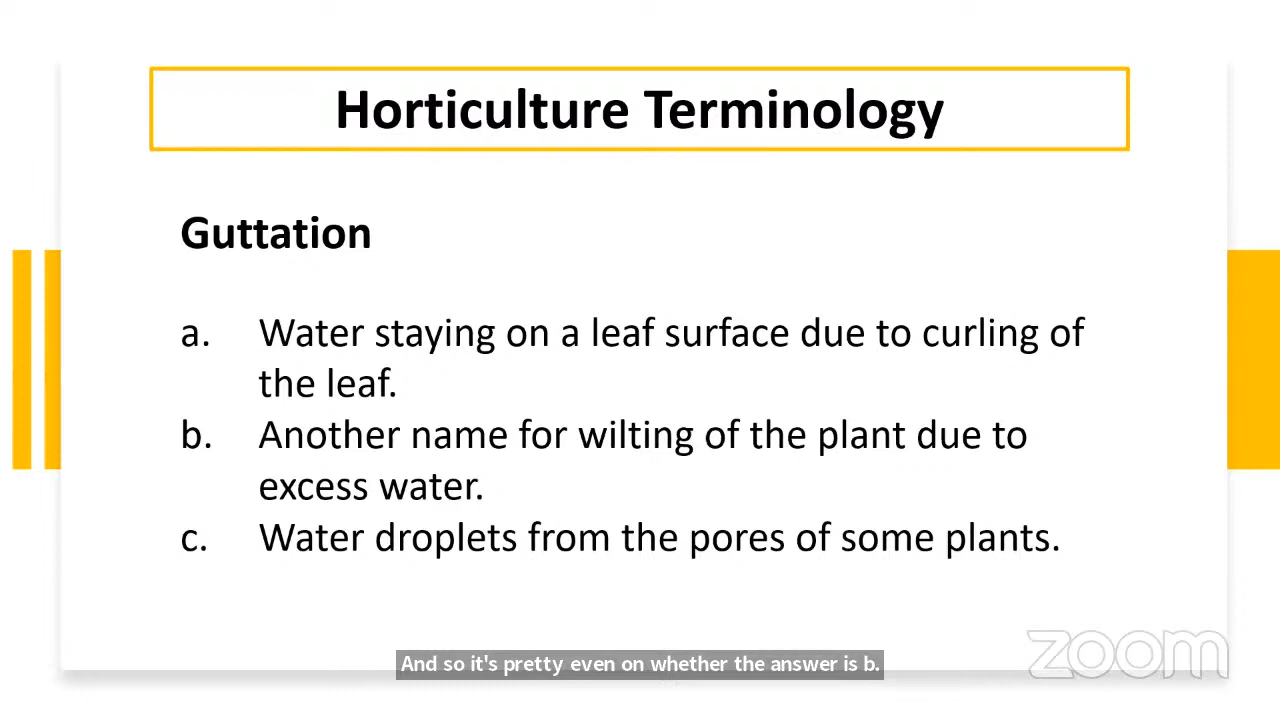 Horticulture Terminology
Guttation
a. Water staying on a leaf surface due to curling of
the leaf.
b. Another name for wilting of the plant due to
excess water.
c. Water droplets from the pores of some plants.
zoom
And so it's pretty even on whether the answer is b.